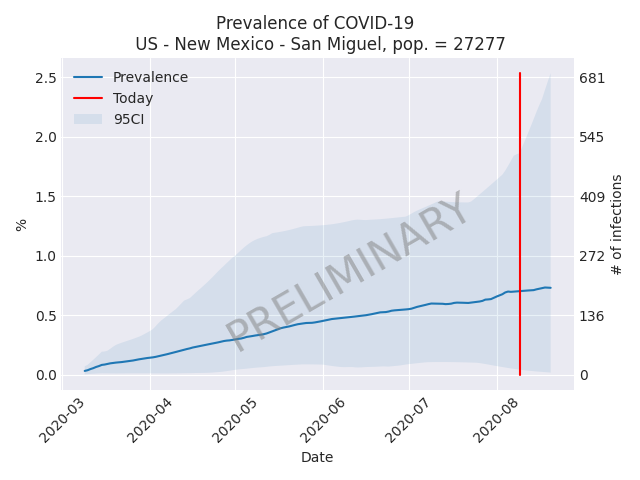 Prevalence of COVID-19
US - New Mexico - San Miguel, pop. = 27277
Prevalence
Today
95CI
2.5
2.0
1.5
1.0
0.5
0.0
%
681
545
409
272
136
0
# of infections
PRELIMINARY
2020-03
2020-04
2020-05
2020-06
2020-07
2020-08
Date